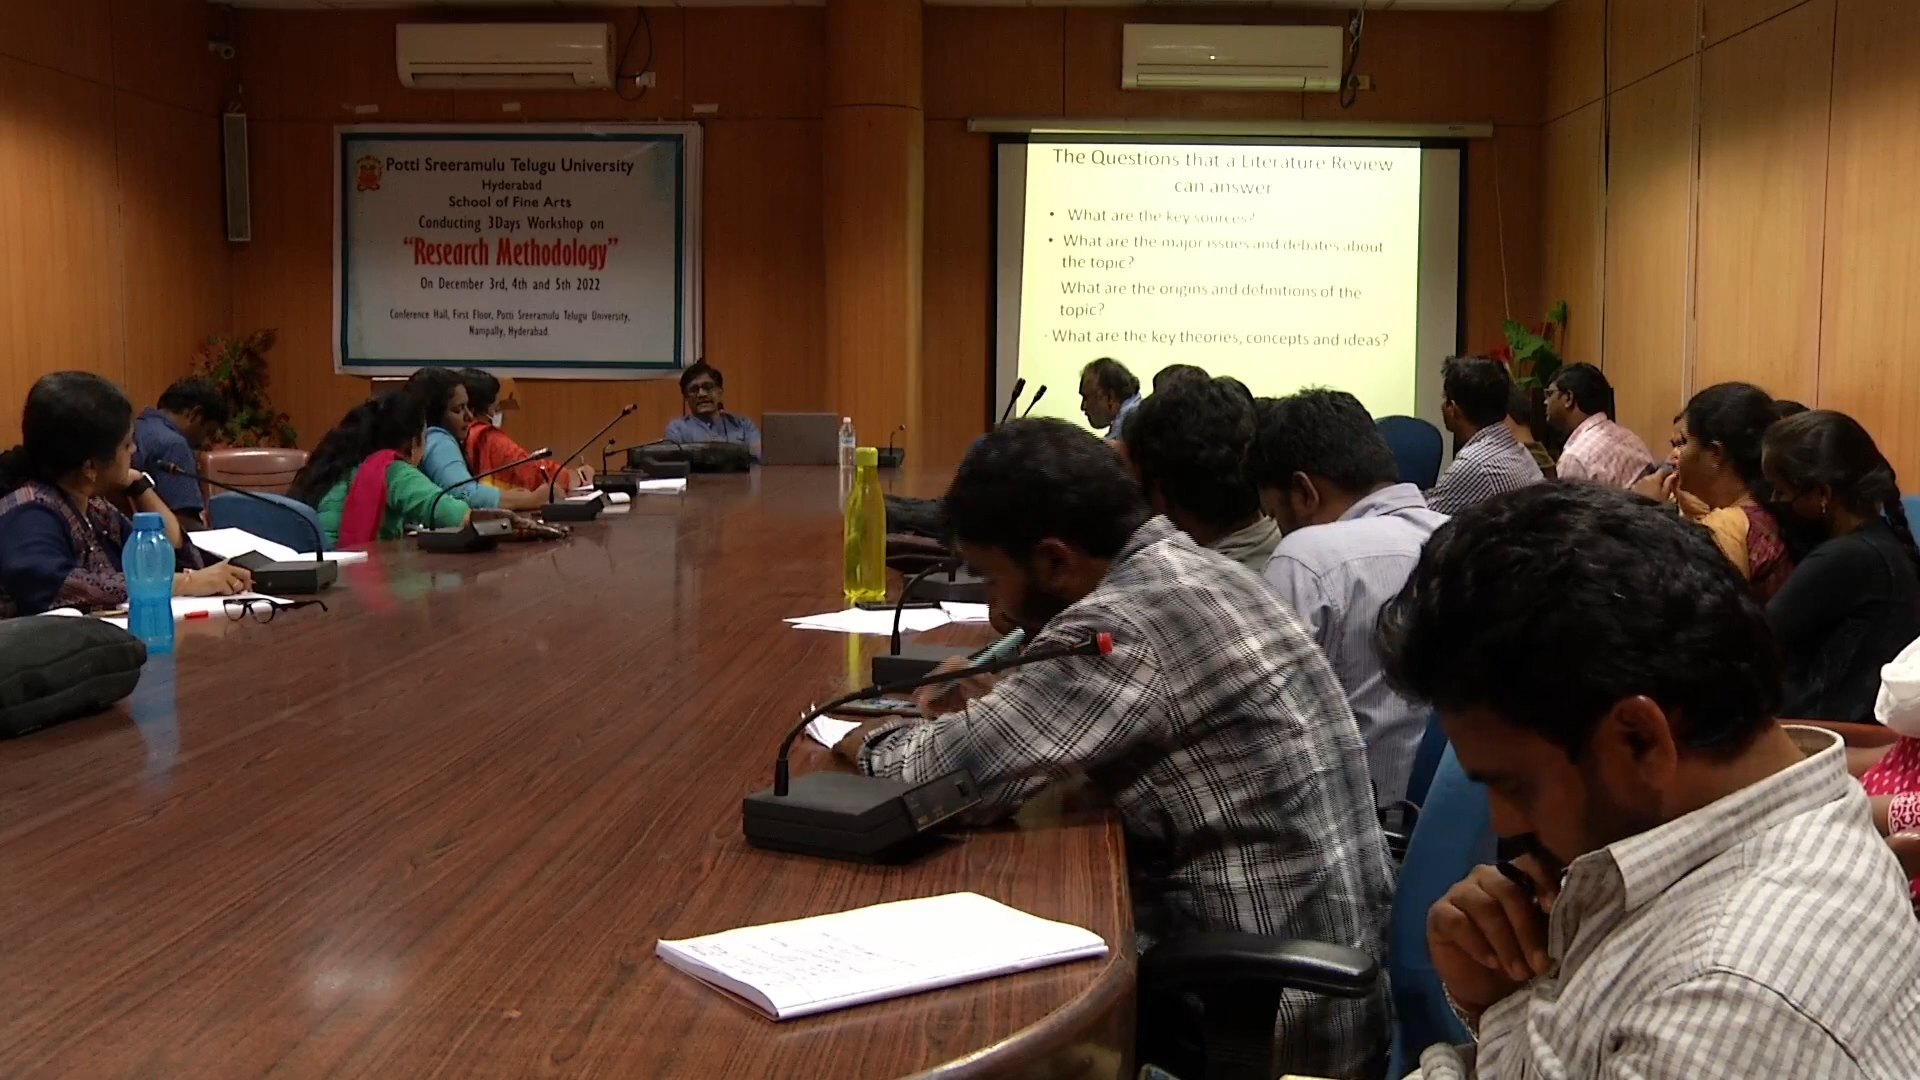 Potti Sreeramulu Telugu University
Hyderabad
School of Fine Arts
Conducting 3Days Workshop on
“Research Methodology”
On December 3rd, 4th and 5th 2022
Conference Hall, First Floor, Potti Sreeramulu Telugu University,
Nampally, Hyderabad.
The Questions that a Literature Review
can answer
• What are the key sources?
• What are the major issues and debates about
the topic?
What are the origins and definitions of the
topic?
· What are the key theories, concepts and ideas?